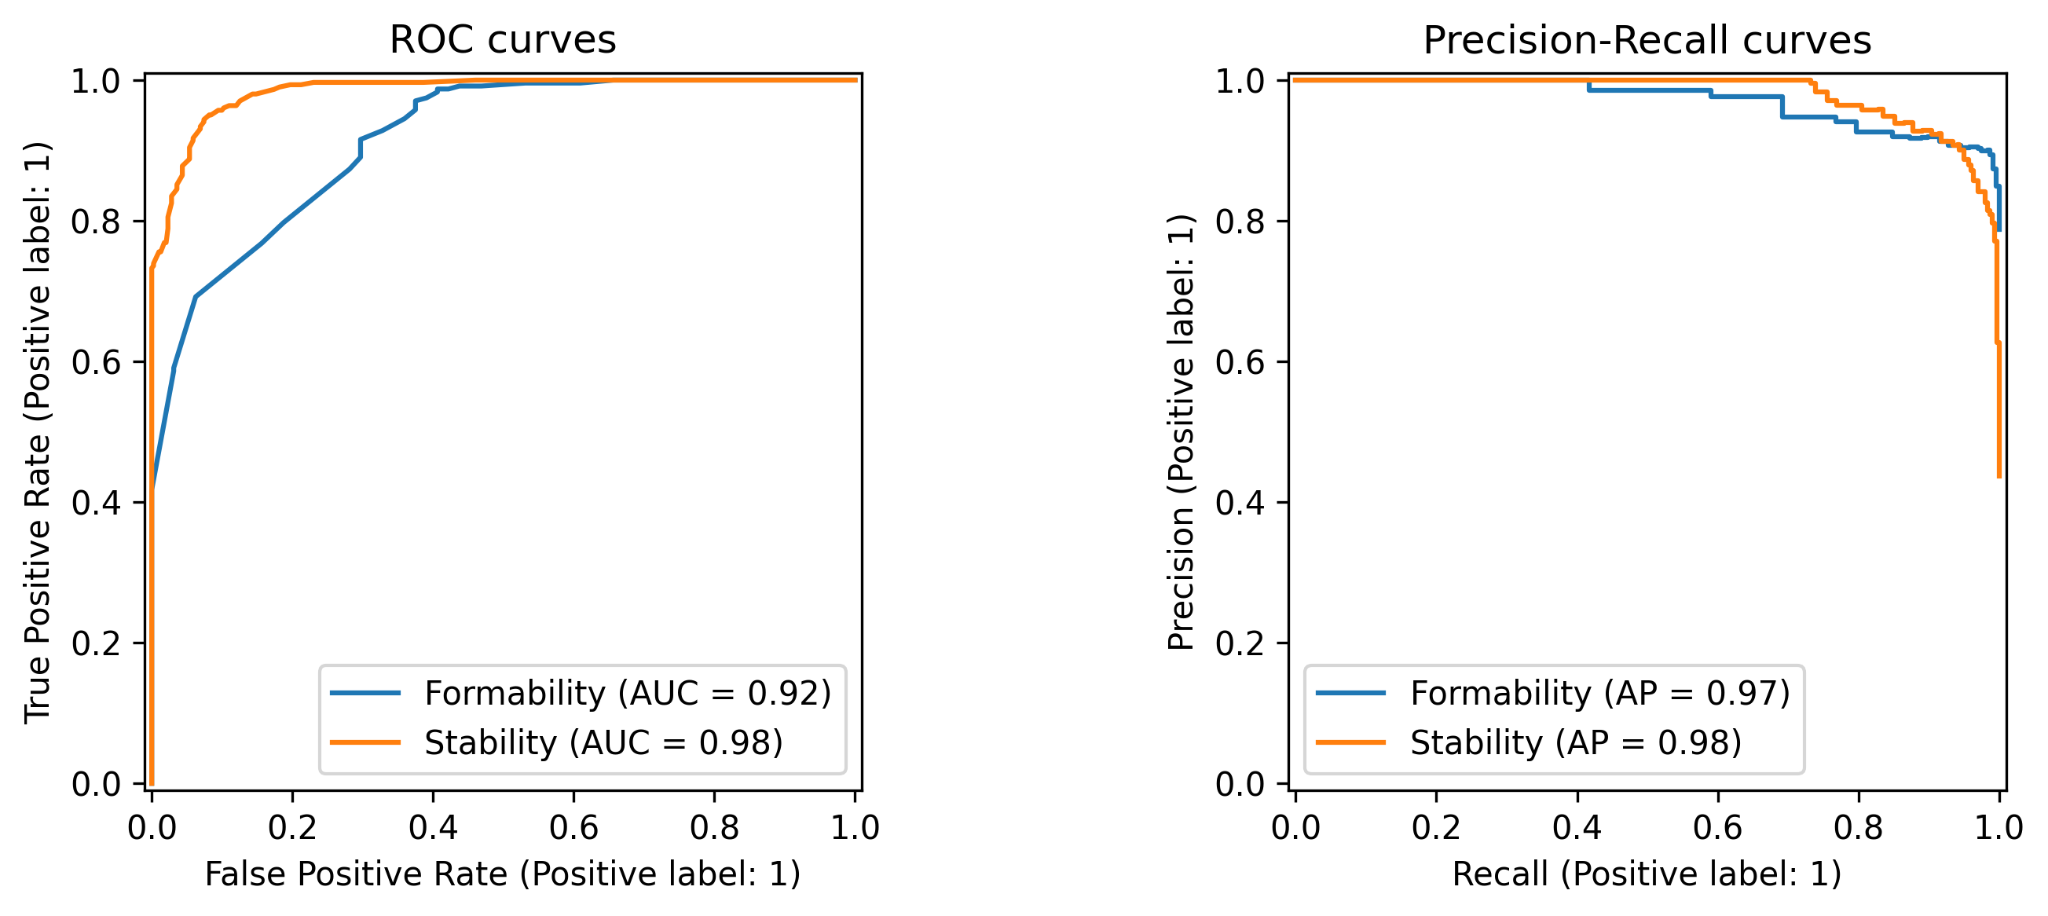 ROC curves
True Positive Rate (Positive label: 1)
1.0
0.8
0.6
0.4
0.2
0.0
Formability (AUC = 0.92)
Stability (AUC = 0.98)
0.0 0.2 0.4 0.6 0.8 1.0
False Positive Rate (Positive label: 1)
Precision-Recall curves
Precision (Positive label: 1)
1.0
0.8
0.6
0.4
0.2
0.0
Formability (AP = 0.97)
Stability (AP = 0.98)
0.0 0.2 0.4 0.6 0.8 1.0
Recall (Positive label: 1)